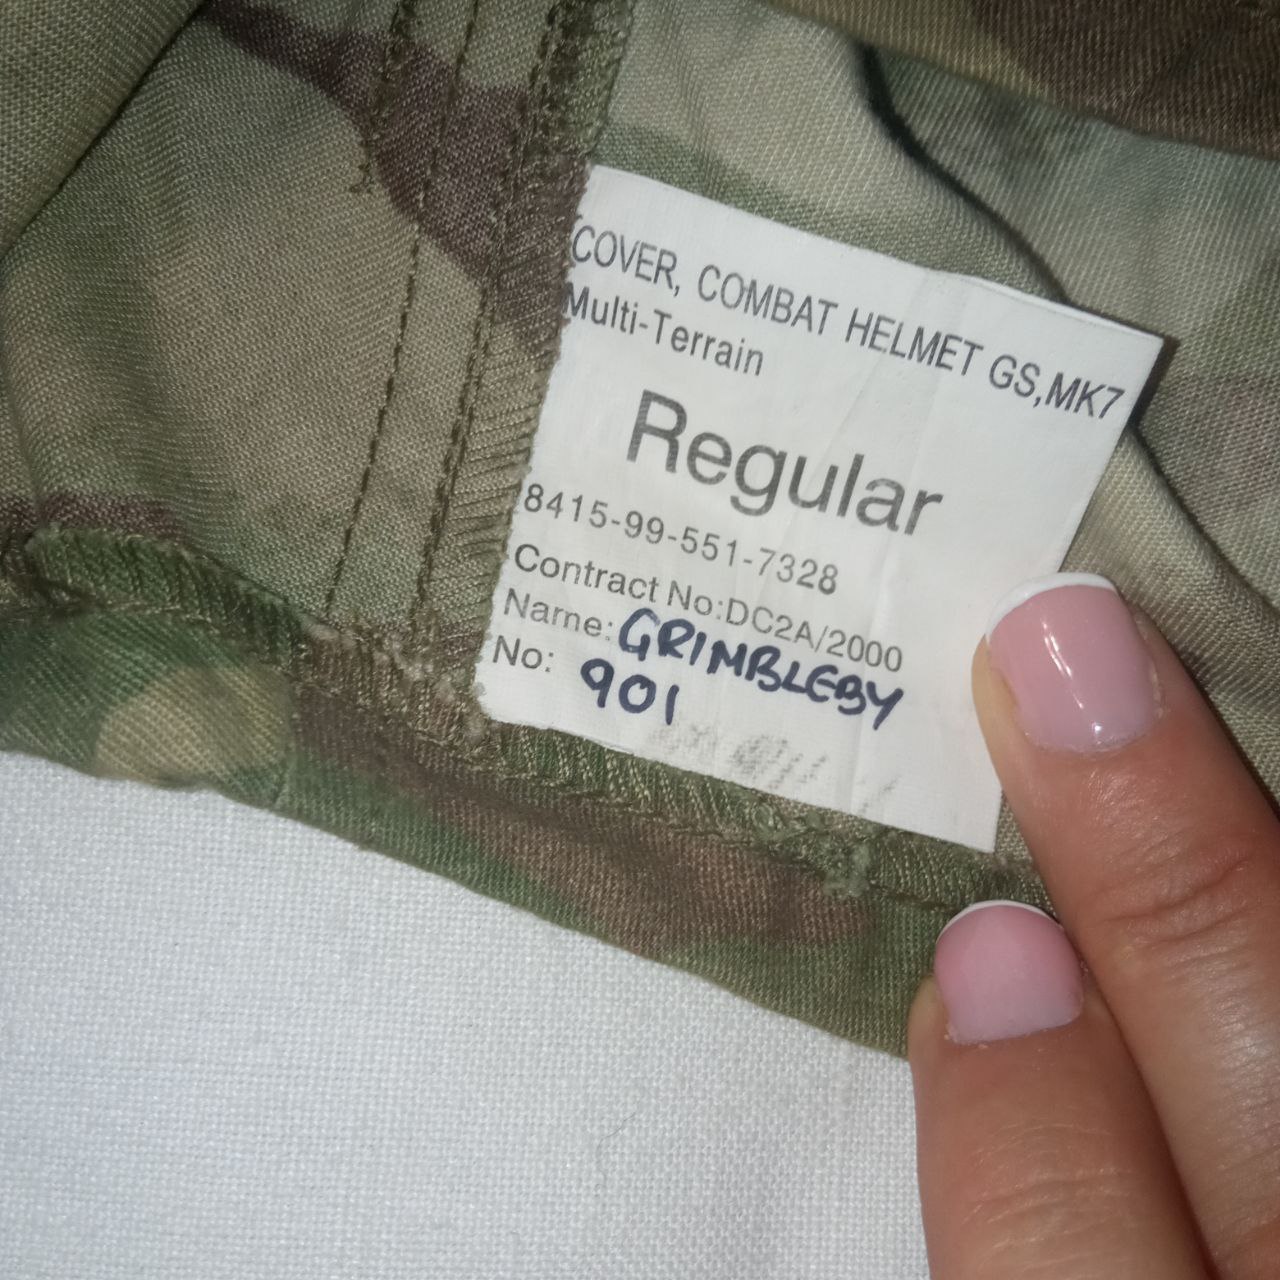 COVER, COMBAT HELMET GS,MK7
Multi-Terrain
Regular
8415-99-551-7328
Contract No:DC2A/2000
Name: GRIMBLEBY
No: 901